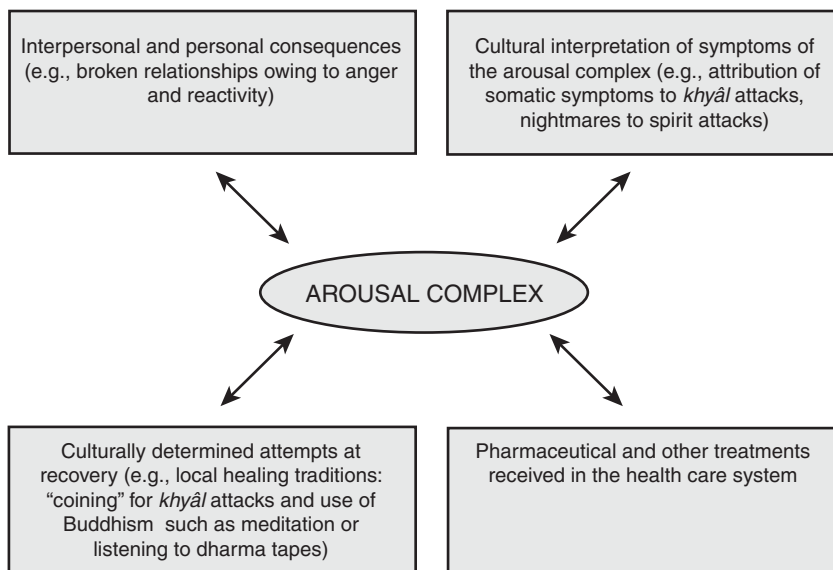 Interpersonal and personal consequences
(e.g., broken relationships owing to anger
and reactivity)
Cultural interpretation of symptoms of
the arousal complex (e.g., attribution of
somatic symptoms to khyâl attacks,
nightmares to spirit attacks)
AROUSAL COMPLEX
Culturally determined attempts at
recovery (e.g., local healing traditions:
“coining” for khyâl attacks and use of
Buddhism such as meditation or
listening to dharma tapes)
Pharmaceutical and other treatments
received in the health care system